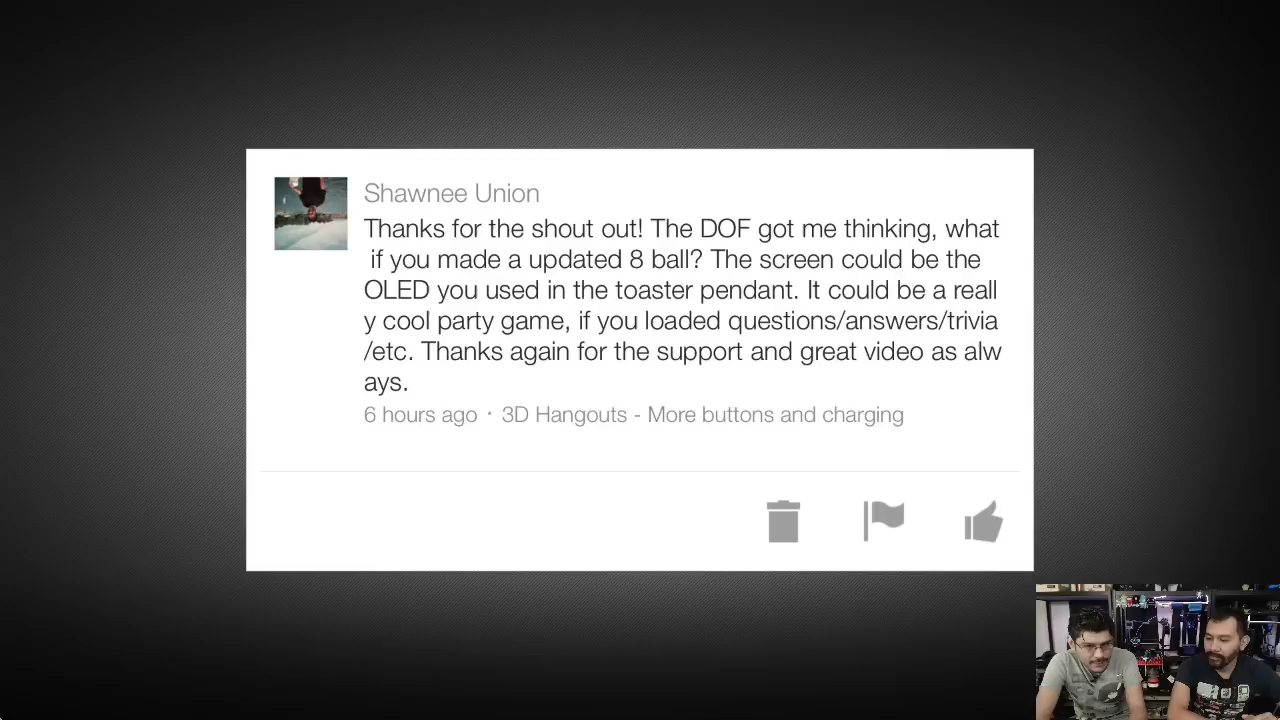 Shawnee Union
Thanks for the shout out! The DOF got me thinking, what
if you made a updated 8 ball? The screen could be the
OLED you used in the toaster pendant. It could be a reall
y cool party game, if you loaded questions/answers/trivia
/etc. Thanks again for the support and great video as alw
ays.
6 hours ago · 3D Hangouts - More buttons and charging